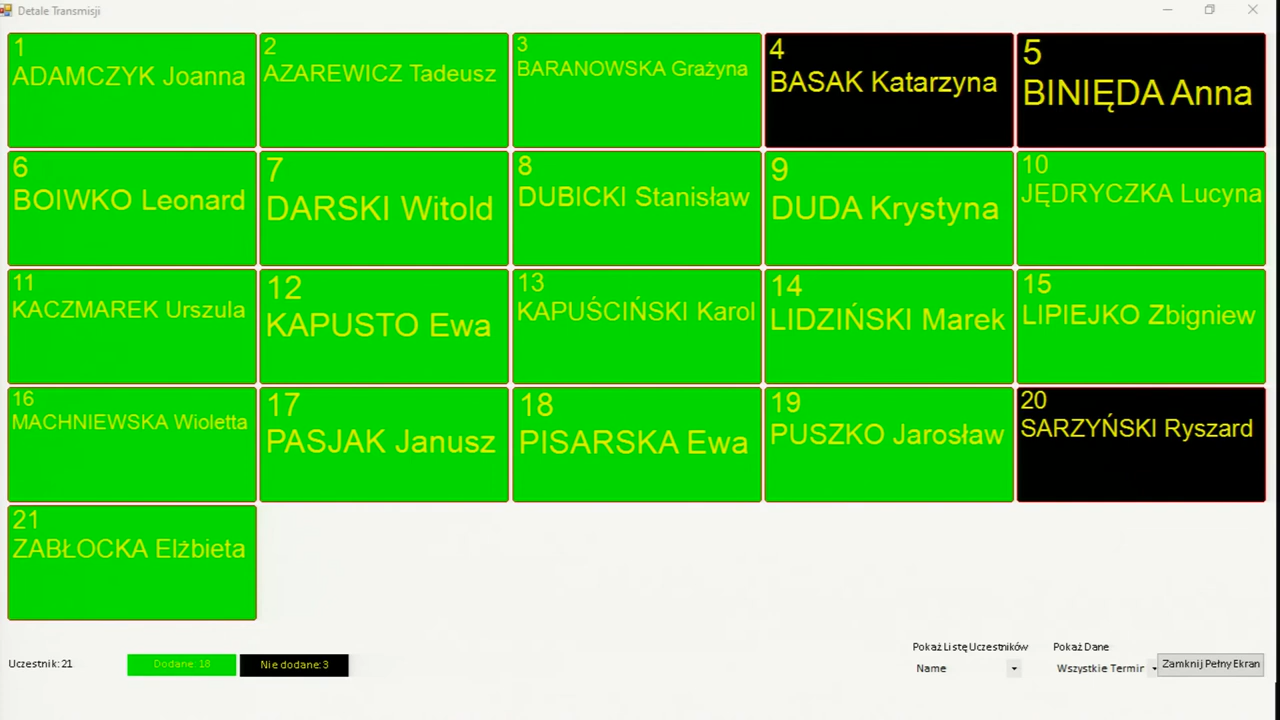 Detale Transmisji
1
ADAMCZYK Joanna
2
AZAREWICZ Tadeusz
3
BARANOWSKA Grażyna
4
BASAK Katarzyna
5
BINIĘDA Anna
6
BOIWKO Leonard
7
DARSKI Witold
8
DUBICKI Stanisław
9
DUDA Krystyna
10
JĘDRYCZKA Lucyna
11
KACZMAREK Urszula
12
KAPUSTO Ewa
13
KAPUŚCIŃSKI Karol
14
LIDZIŃSKI Marek
15
LIPIEJKO Zbigniew
16
MACHNIEWSKA Wioletta
17
PASJAK Janusz
18
PISARSKA Ewa
19
PUSZKO Jarosław
20
SARZYŃSKI Ryszard
21
ZABŁOCKA Elżbieta
Uczestnik: 21
Dodane: 18
Nie dodane: 3
Pokaż Listę Uczestników
Name
Pokaż Dane
Wszystkie Termir
Zamknij Pełny Ekran